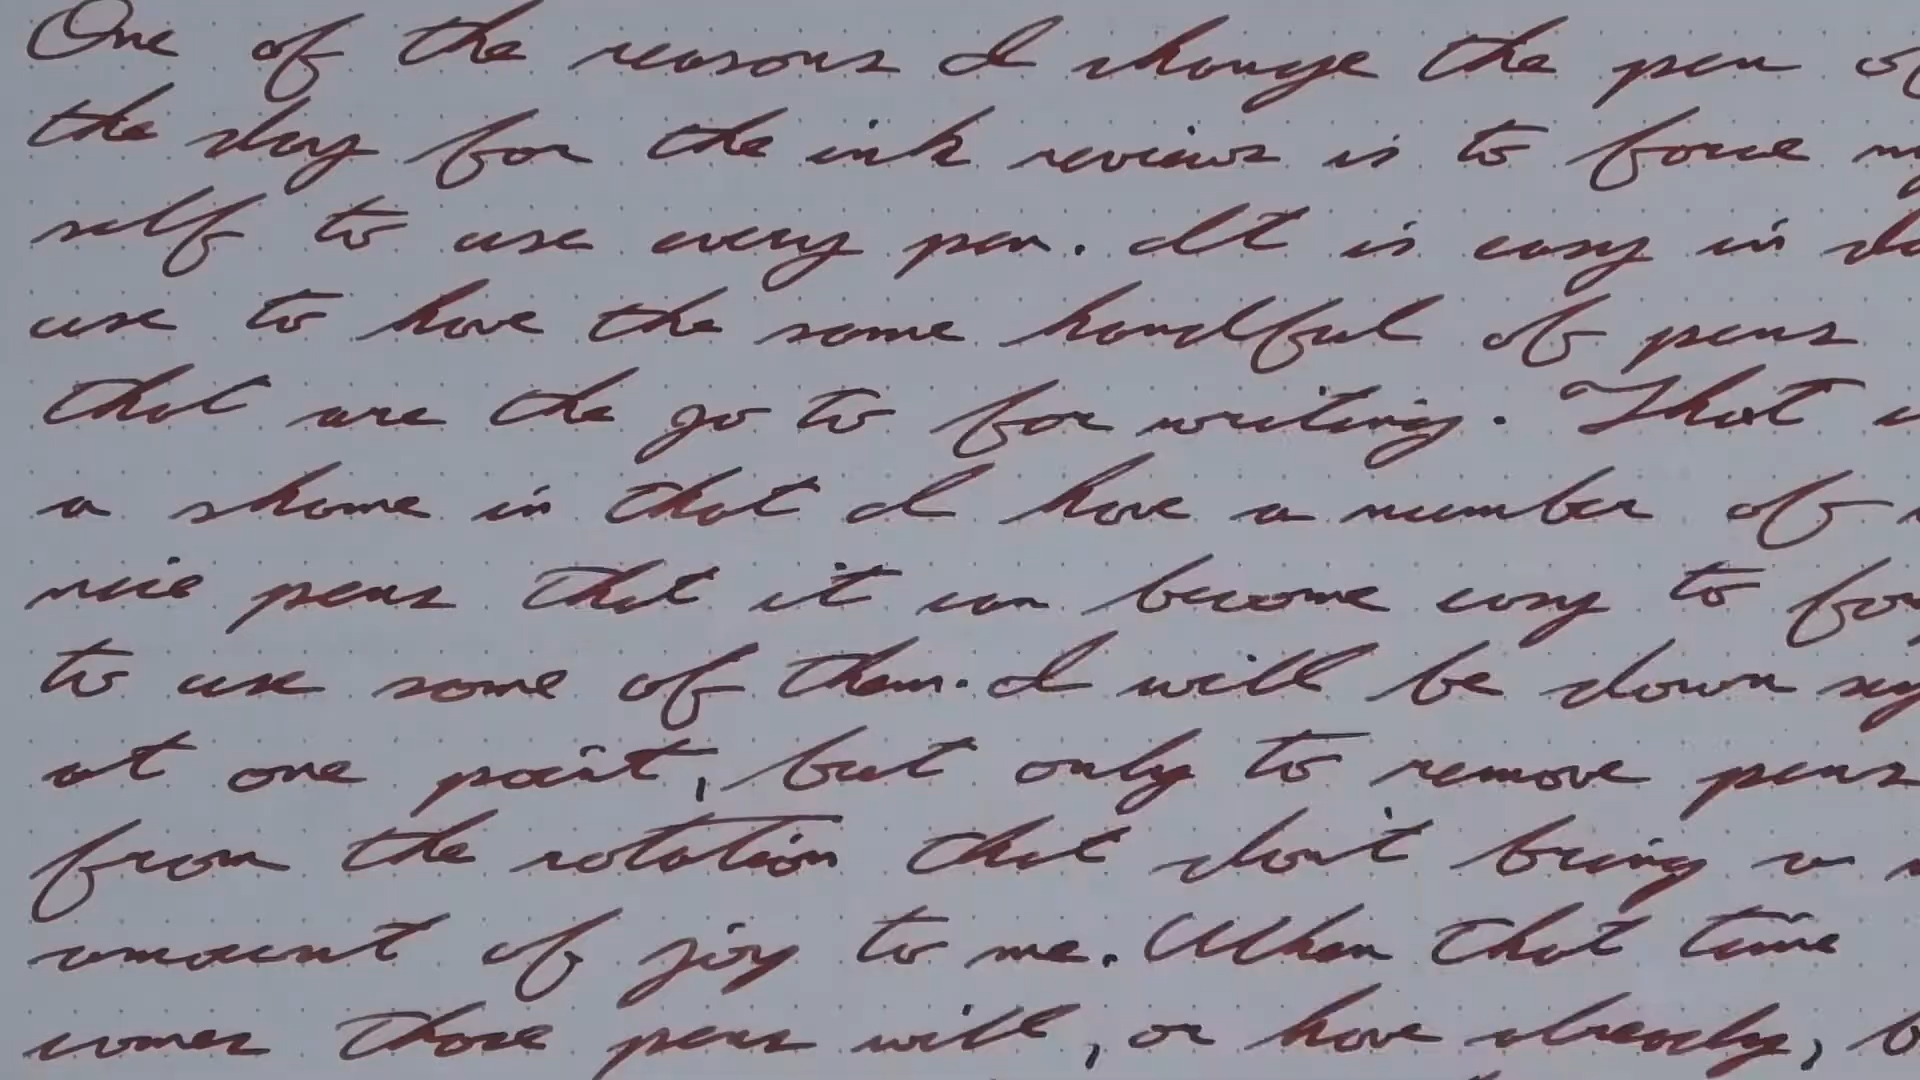 One of the reasons I change the pen of
the day for the ink reviews is to force my
self to use every pen. It is easy in
use to have the same handful of pens
that are the go to for writing. That
a shame in that I have a number of
nice pens that it can become easy to
to use some of them. I will be down
at one point, but only to remove pens
from the rotation that don't bring a
amount of joy to me. When that time
comes those pens will, or have already,